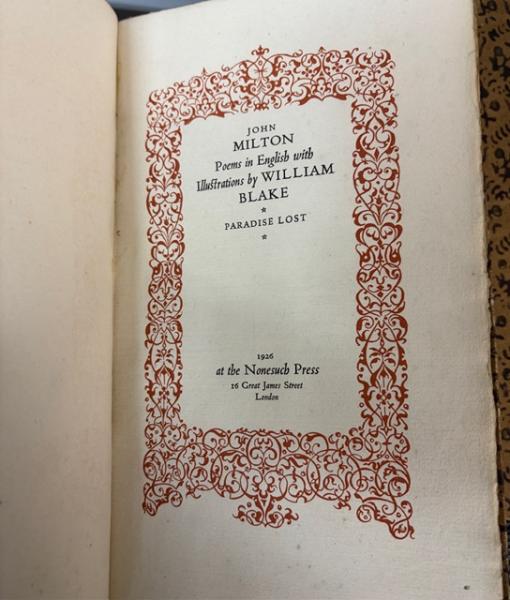 JOHN
MILTON
Poems in English with
Illustrations by WILLIAM
BLAKE
*
PARADISE LOST
*
1926
at the Nonesuch Press
16 Great James Street
London